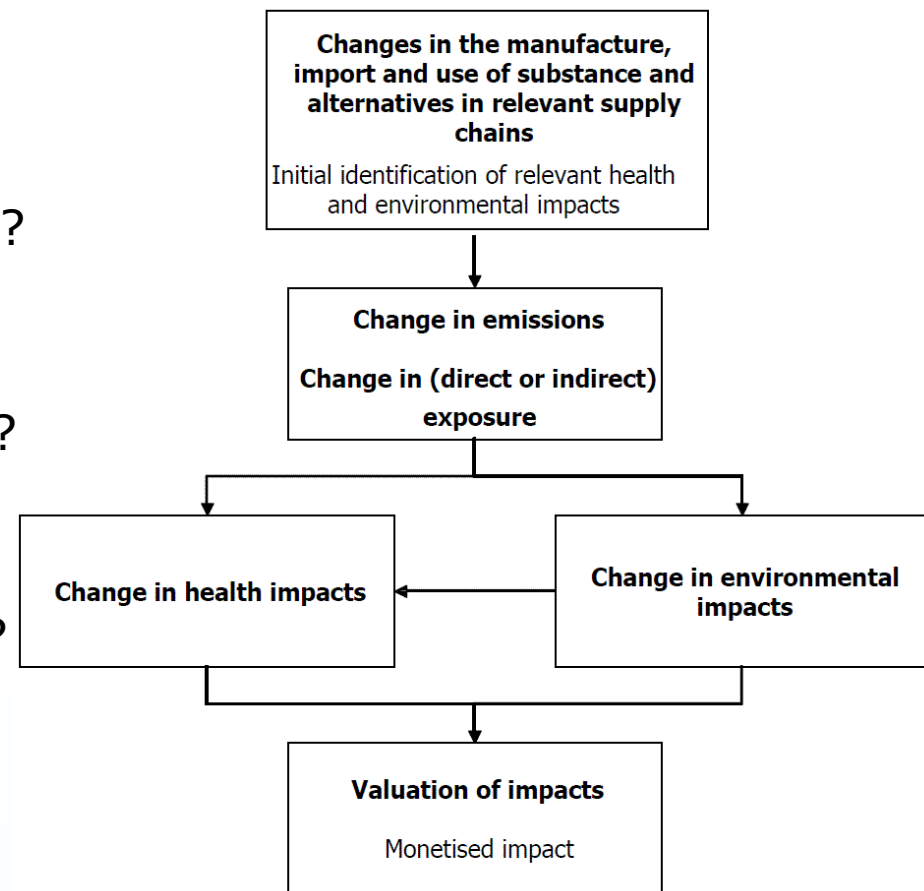 Changes in the manufacture,
import and use of substance and
alternatives in relevant supply
chains
Initial identification of relevant health
and environmental impacts
?
Change in emissions
Change in (direct or indirect)
exposure
?
Change in health impacts
Change in environmental
impacts
?
Valuation of impacts
Monetised impact